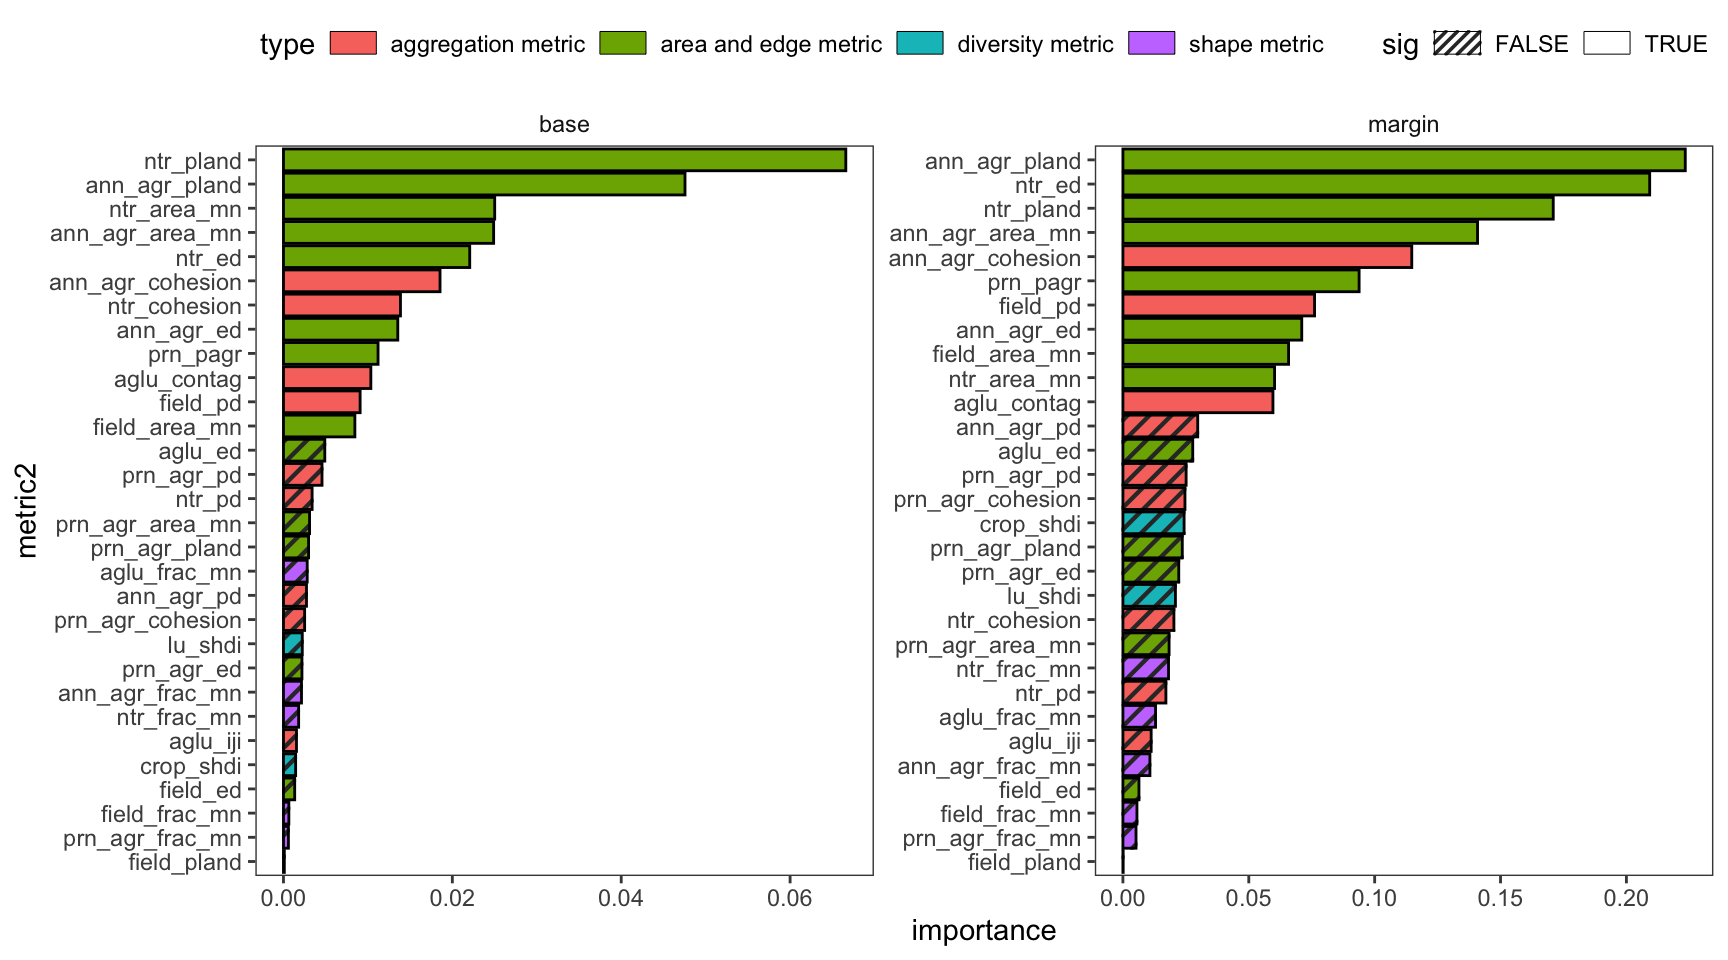 type aggregation metric area and edge metric diversity metric shape metric sig FALSE TRUE
base
margin
metric2
ntr_pland
ann_agr_pland
ntr_area_mn
ann_agr_area_mn
ntr_ed
ann_agr_cohesion
ntr_cohesion
ann_agr_ed
prn_pagr
aglu_contag
field_pd
field_area_mn
aglu_ed
prn_agr_pd
ntr_pd
prn_agr_area_mn
prn_agr_pland
aglu_frac_mn
ann_agr_pd
prn_agr_cohesion
lu_shdi
prn_agr_ed
ann_agr_frac_mn
ntr_frac_mn
aglu_iji
crop_shdi
field_ed
field_frac_mn
prn_agr_frac_mn
field_pland
0.00 0.02 0.04 0.06
ann_agr_pland
ntr_ed
ntr_pland
ann_agr_area_mn
ann_agr_cohesion
prn_pagr
field_pd
ann_agr_ed
field_area_mn
ntr_area_mn
aglu_contag
ann_agr_pd
aglu_ed
prn_agr_pd
prn_agr_cohesion
crop_shdi
prn_agr_pland
prn_agr_ed
lu_shdi
ntr_cohesion
prn_agr_area_mn
ntr_frac_mn
ntr_pd
aglu_frac_mn
aglu_iji
ann_agr_frac_mn
field_ed
field_frac_mn
prn_agr_frac_mn
field_pland
0.00 0.05 0.10 0.15 0.20
importance